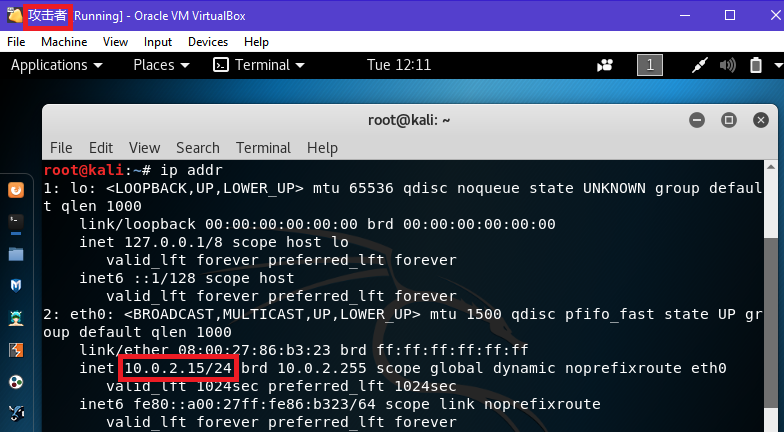 攻击者 [Running] - Oracle VM VirtualBox
File Machine View Input Devices Help
Applications Places Terminal Tue 12:11 1
root@kali: ~
File Edit View Search Terminal Help
root@kali:~# ip addr
1: lo: <LOOPBACK,UP,LOWER_UP> mtu 65536 qdisc noqueue state UNKNOWN group defaul
t qlen 1000
    link/loopback 00:00:00:00:00:00 brd 00:00:00:00:00:00
    inet 127.0.0.1/8 scope host lo
       valid_lft forever preferred_lft forever
    inet6 ::1/128 scope host
       valid_lft forever preferred_lft forever
2: eth0: <BROADCAST,MULTICAST,UP,LOWER_UP> mtu 1500 qdisc pfifo_fast state UP gr
oup default qlen 1000
    link/ether 08:00:27:86:b3:23 brd ff:ff:ff:ff:ff:ff
    inet 10.0.2.15/24 brd 10.0.2.255 scope global dynamic noprefixroute eth0
       valid_lft 1024sec preferred_lft 1024sec
    inet6 fe80::a00:27ff:fe86:b323/64 scope link noprefixroute
       valid_lft forever preferred_lft forever